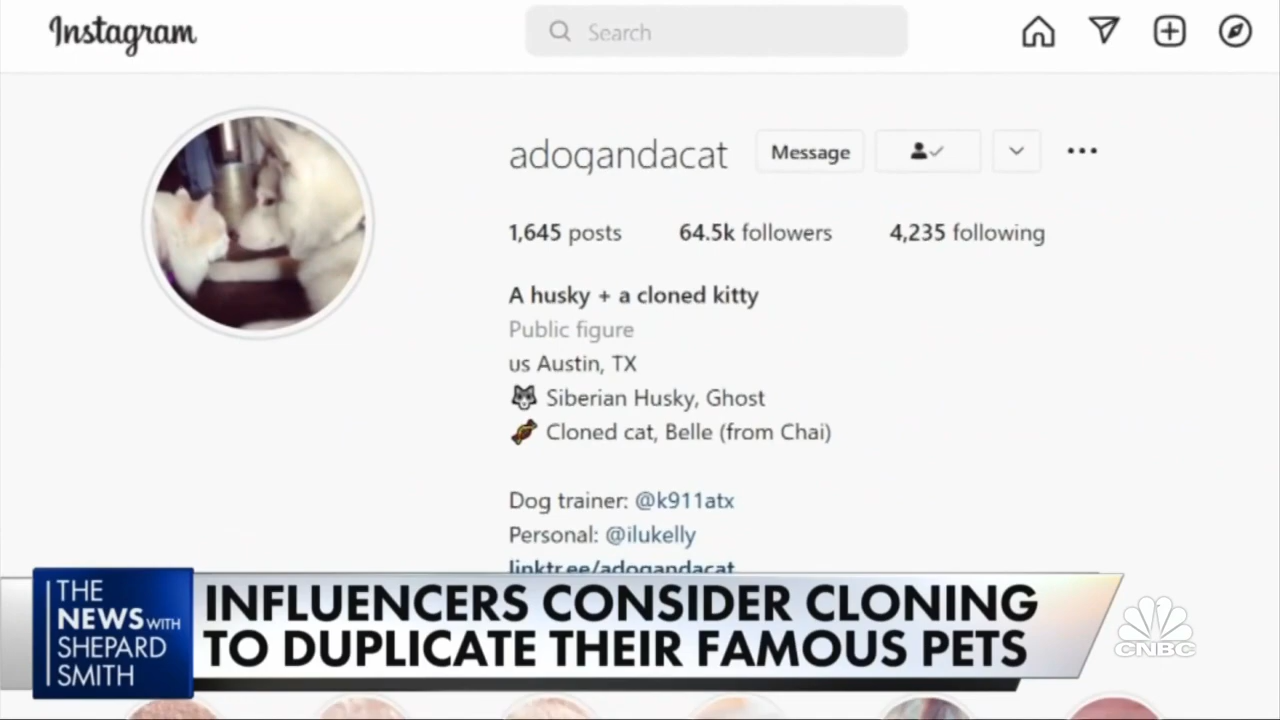 Instagram
Search
adogandacat
Message
1,645 posts 64.5k followers 4,235 following
A husky + a cloned kitty
Public figure
us Austin, TX
Siberian Husky, Ghost
Cloned cat, Belle (from Chai)
Dog trainer: @k911atx
Personal: @ilukelly
linktr.ee/adogandacat
THE
NEWS WITH
SHEPARD
SMITH
INFLUENCERS CONSIDER CLONING
TO DUPLICATE THEIR FAMOUS PETS
CNBC